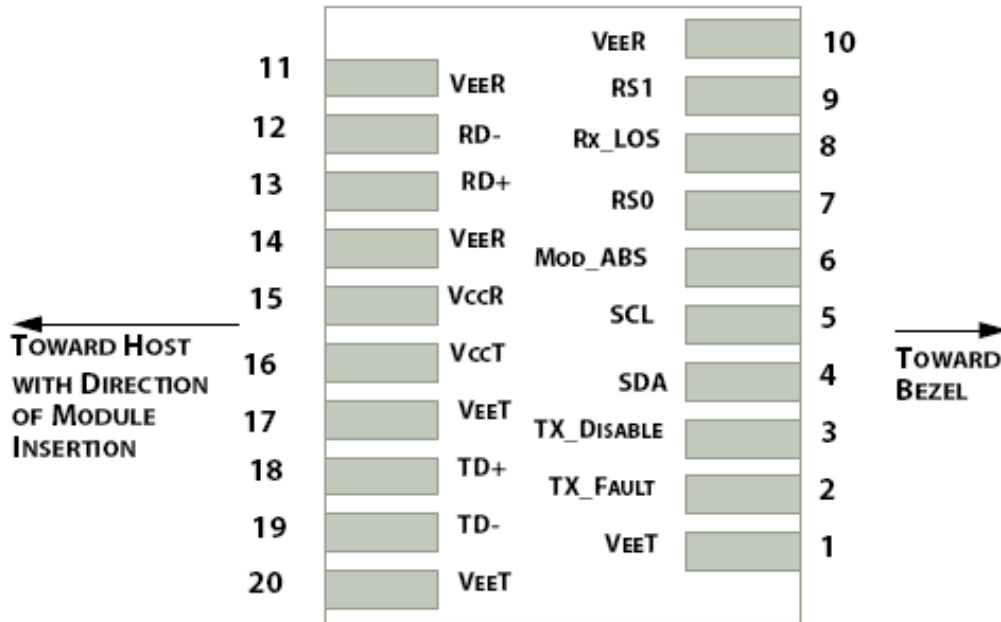 11 VEER
12 RD-
13 RD+
14 VEER
15 VCCR
16 VCCT
17 VEET
18 TD+
19 TD-
20 VEET
VEER 10
RS1 9
RX_LOS 8
RS0 7
MOD_ABS 6
SCL 5
SDA 4
TX_DISABLE 3
TX_FAULT 2
VEET 1
TOWARD HOST
WITH DIRECTION
OF MODULE
INSERTION
TOWARD
BEZEL